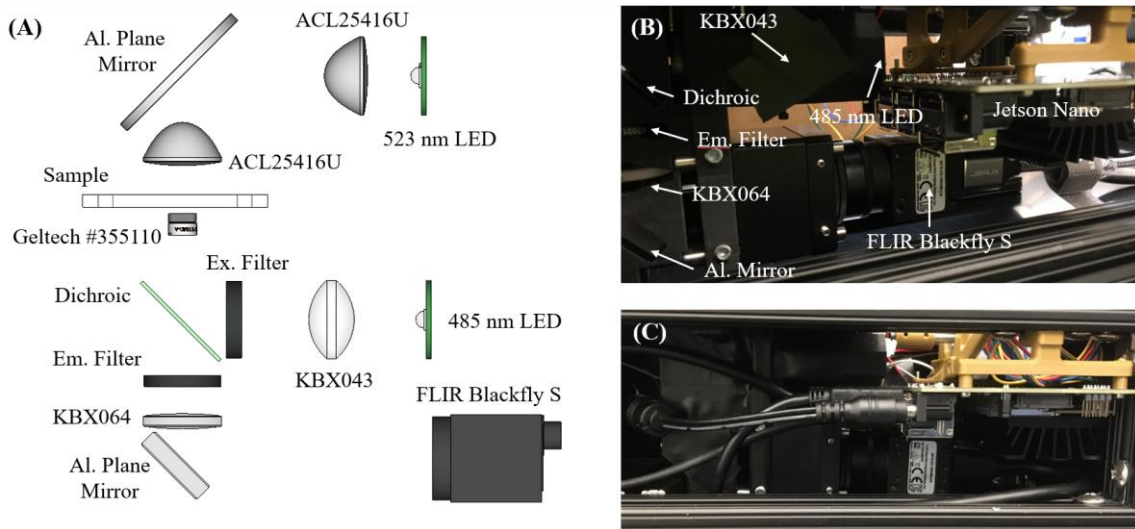 (A)
ACL25416U
Al. Plane
Mirror
523 nm LED
ACL25416U
Sample
Geltech #355110
Ex. Filter
Dichroic
485 nm LED
Em. Filter
KBX043
FLIR Blackfly S
KBX064
Al. Plane
Mirror
(B)
KBX043
Dichroic
485 nm LED
Jetson Nano
Em. Filter
KBX064
FLIR Blackfly S
Al. Mirror
(C)